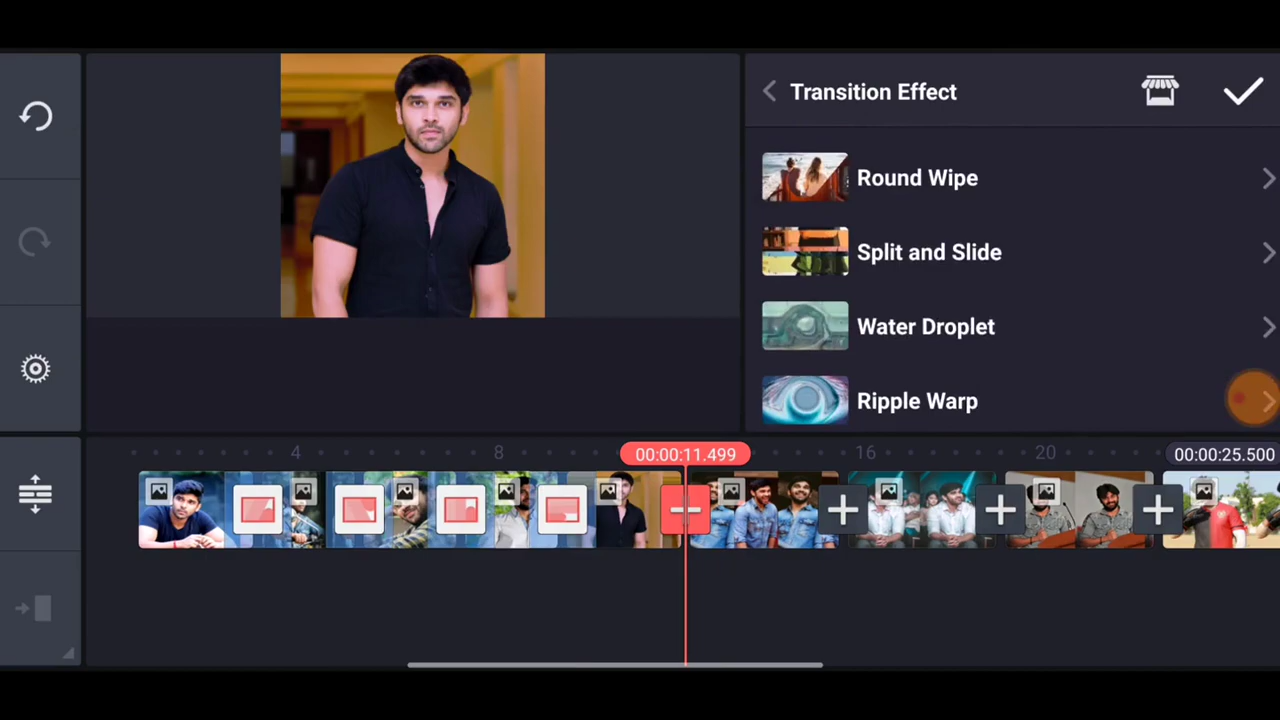 Transition Effect
Round Wipe
Split and Slide
Water Droplet
Ripple Warp
4
8
00:00:11.499
16
20
00:00:25.500